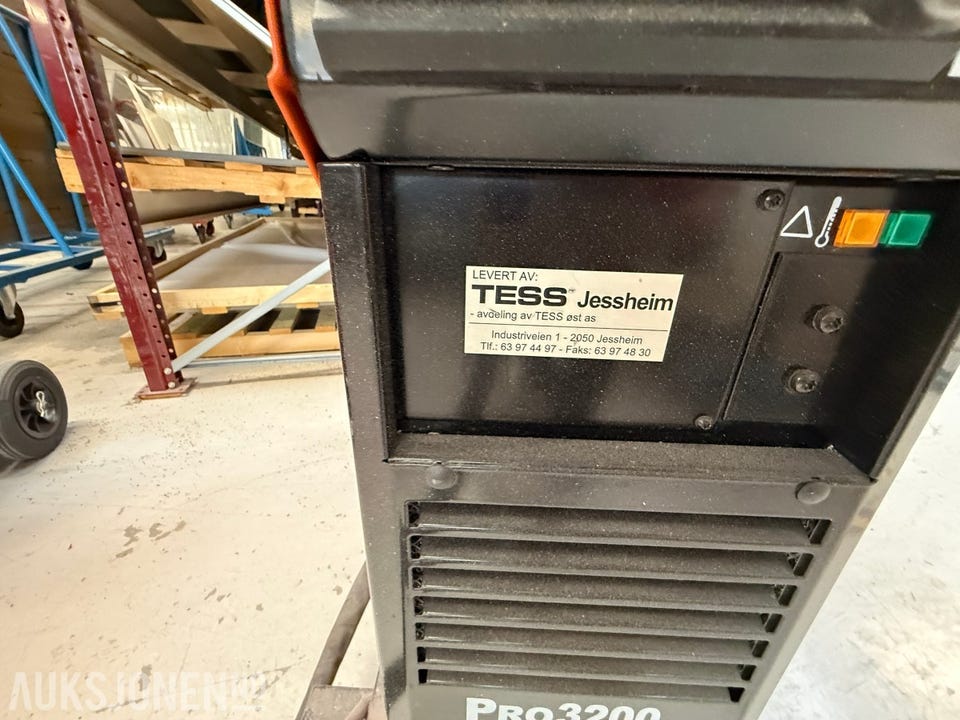 LEVERT AV:
TESS Jessheim
- avdeling av TESS øst as
Industriveien 1 - 2050 Jessheim
Tlf.: 63 97 44 97 - Faks: 63 97 48 30
PRO3200
AUKSJONEN.NO